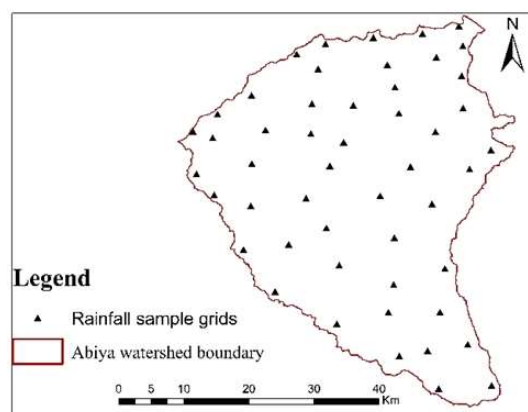 N
Legend
Rainfall sample grids
Abiya watershed boundary
0 5 10 20 30 40
Km